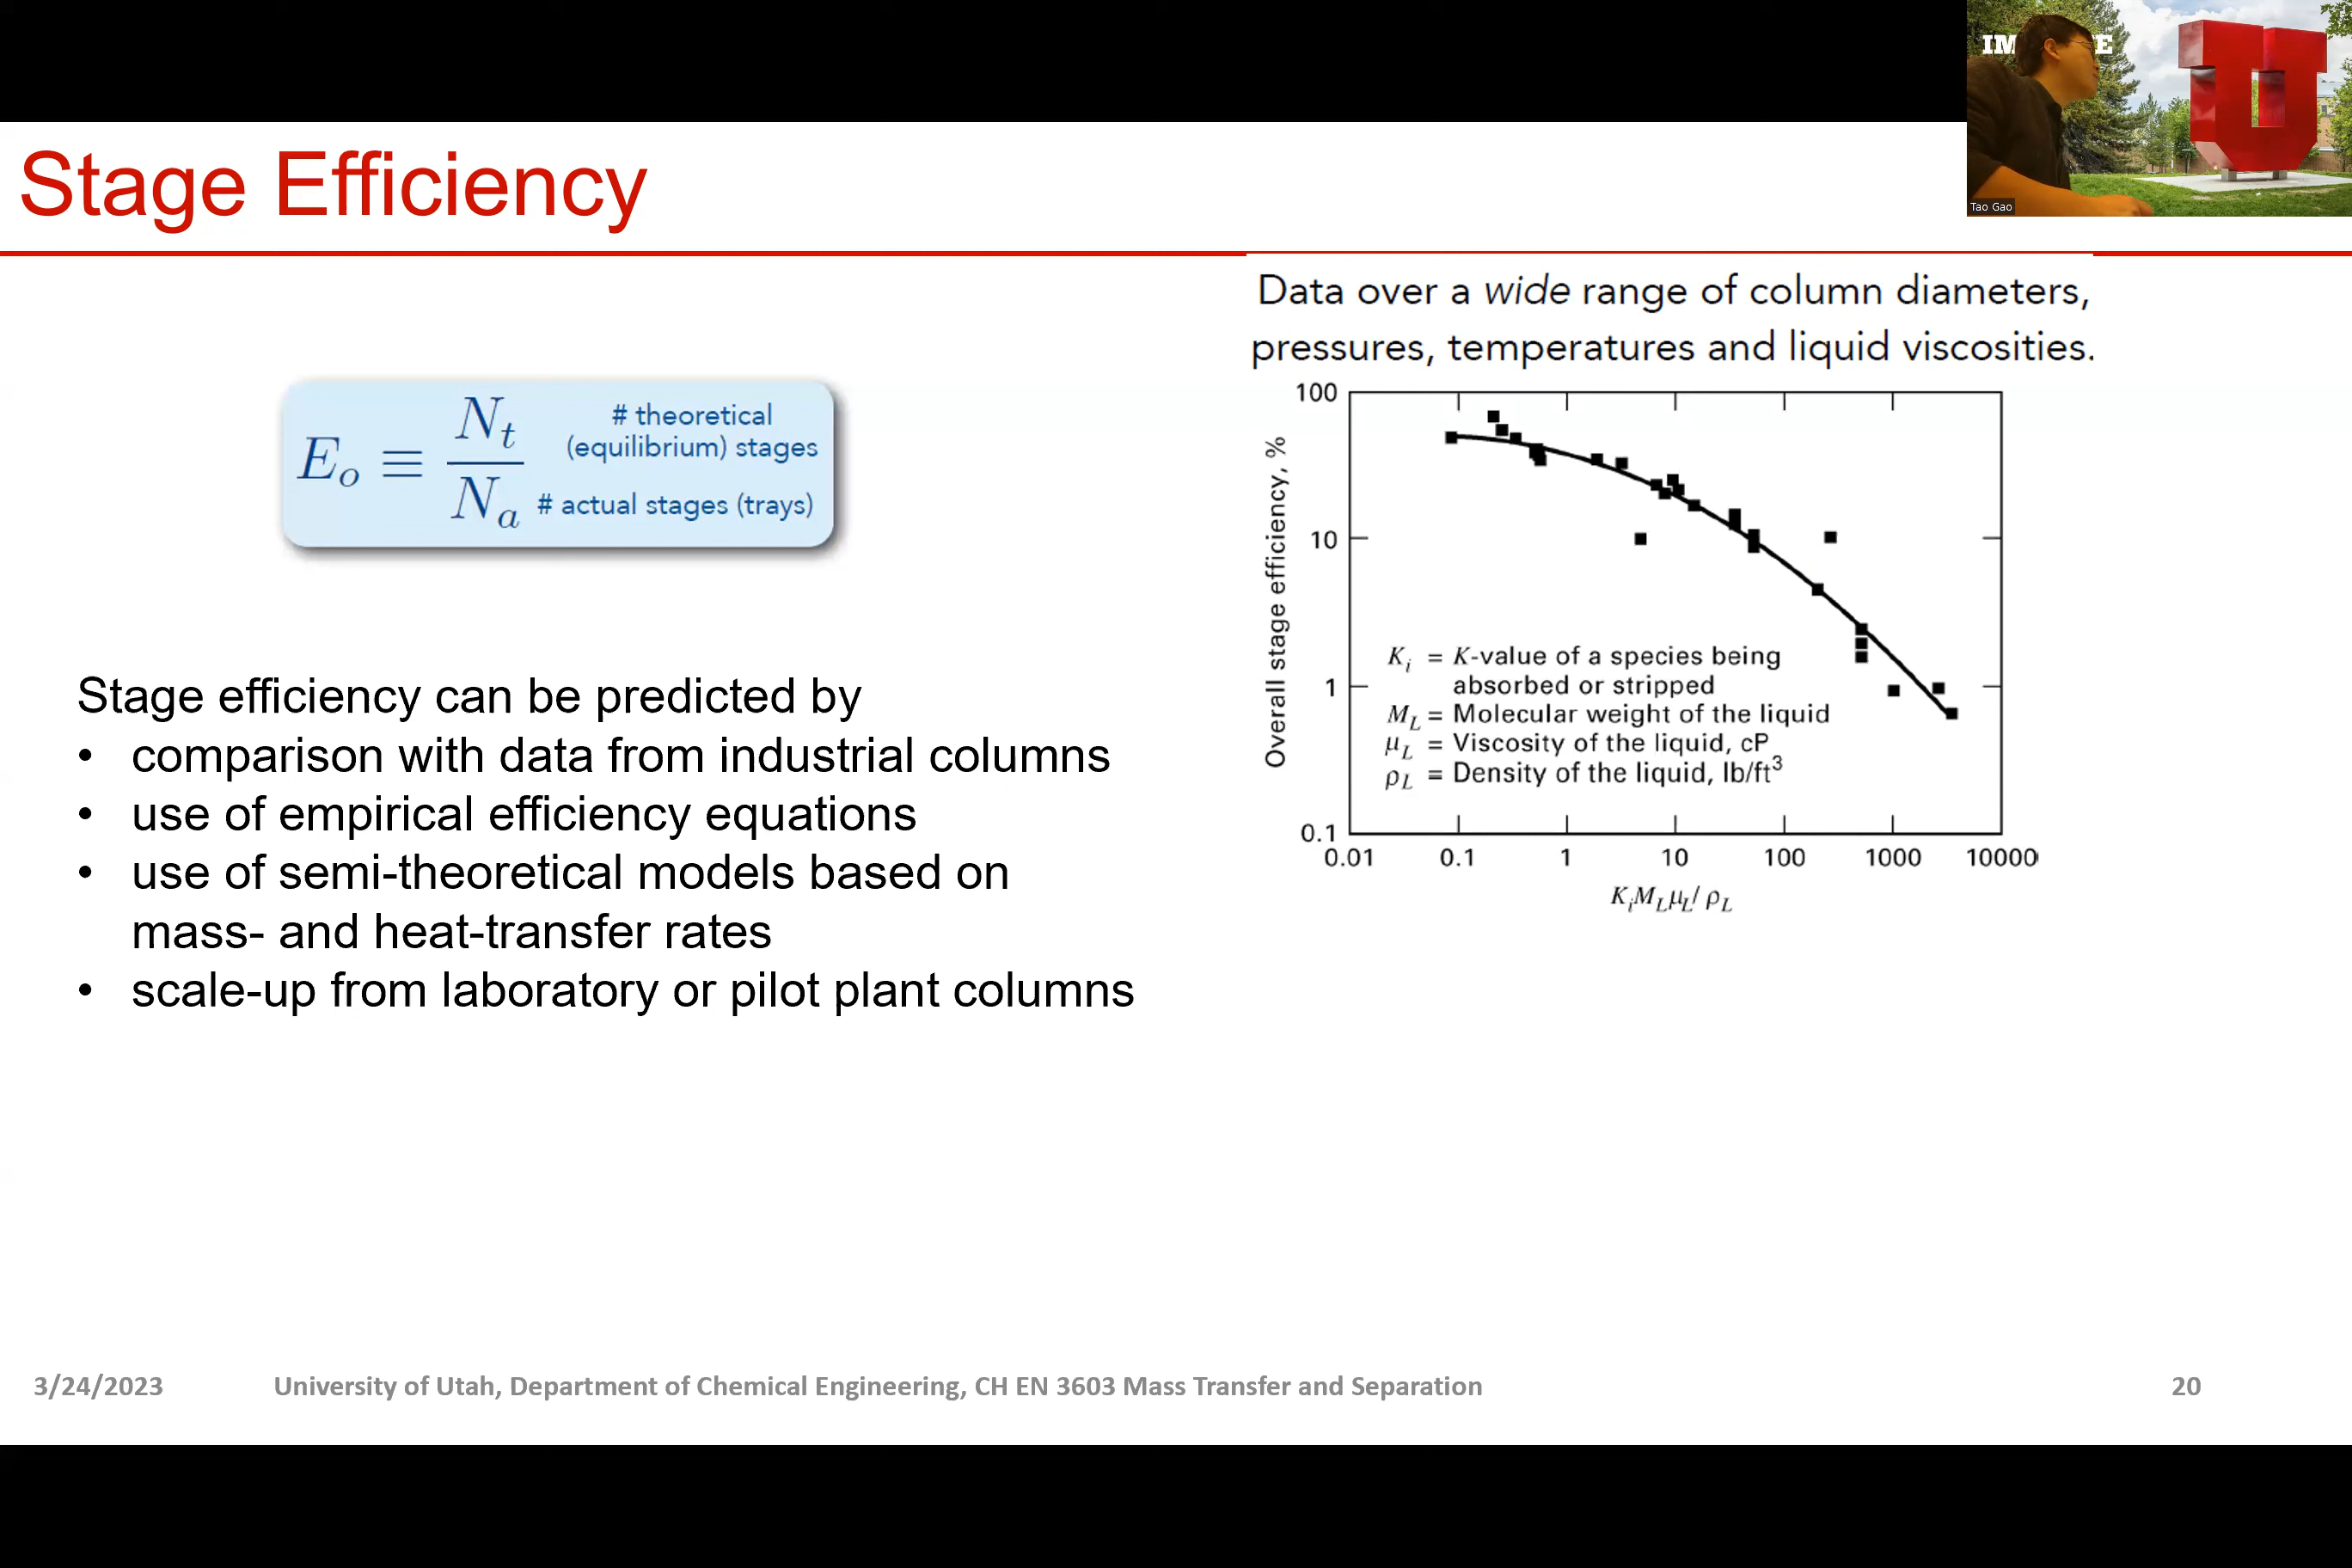 Tao Gao
Stage Efficiency
E_o ≡ N_t / N_a
# theoretical
(equilibrium) stages
# actual stages (trays)
Stage efficiency can be predicted by
• comparison with data from industrial columns
• use of empirical efficiency equations
• use of semi-theoretical models based on
mass- and heat-transfer rates
• scale-up from laboratory or pilot plant columns
Data over a wide range of column diameters,
pressures, temperatures and liquid viscosities.
Overall stage efficiency, %
100
10
1
0.1
K_i = K-value of a species being
absorbed or stripped
M_L = Molecular weight of the liquid
μ_L = Viscosity of the liquid, cP
ρ_L = Density of the liquid, lb/ft³
0.01 0.1 1 10 100 1000 10000
K_iM_Lμ_L/ρ_L
3/24/2023 University of Utah, Department of Chemical Engineering, CH EN 3603 Mass Transfer and Separation 20